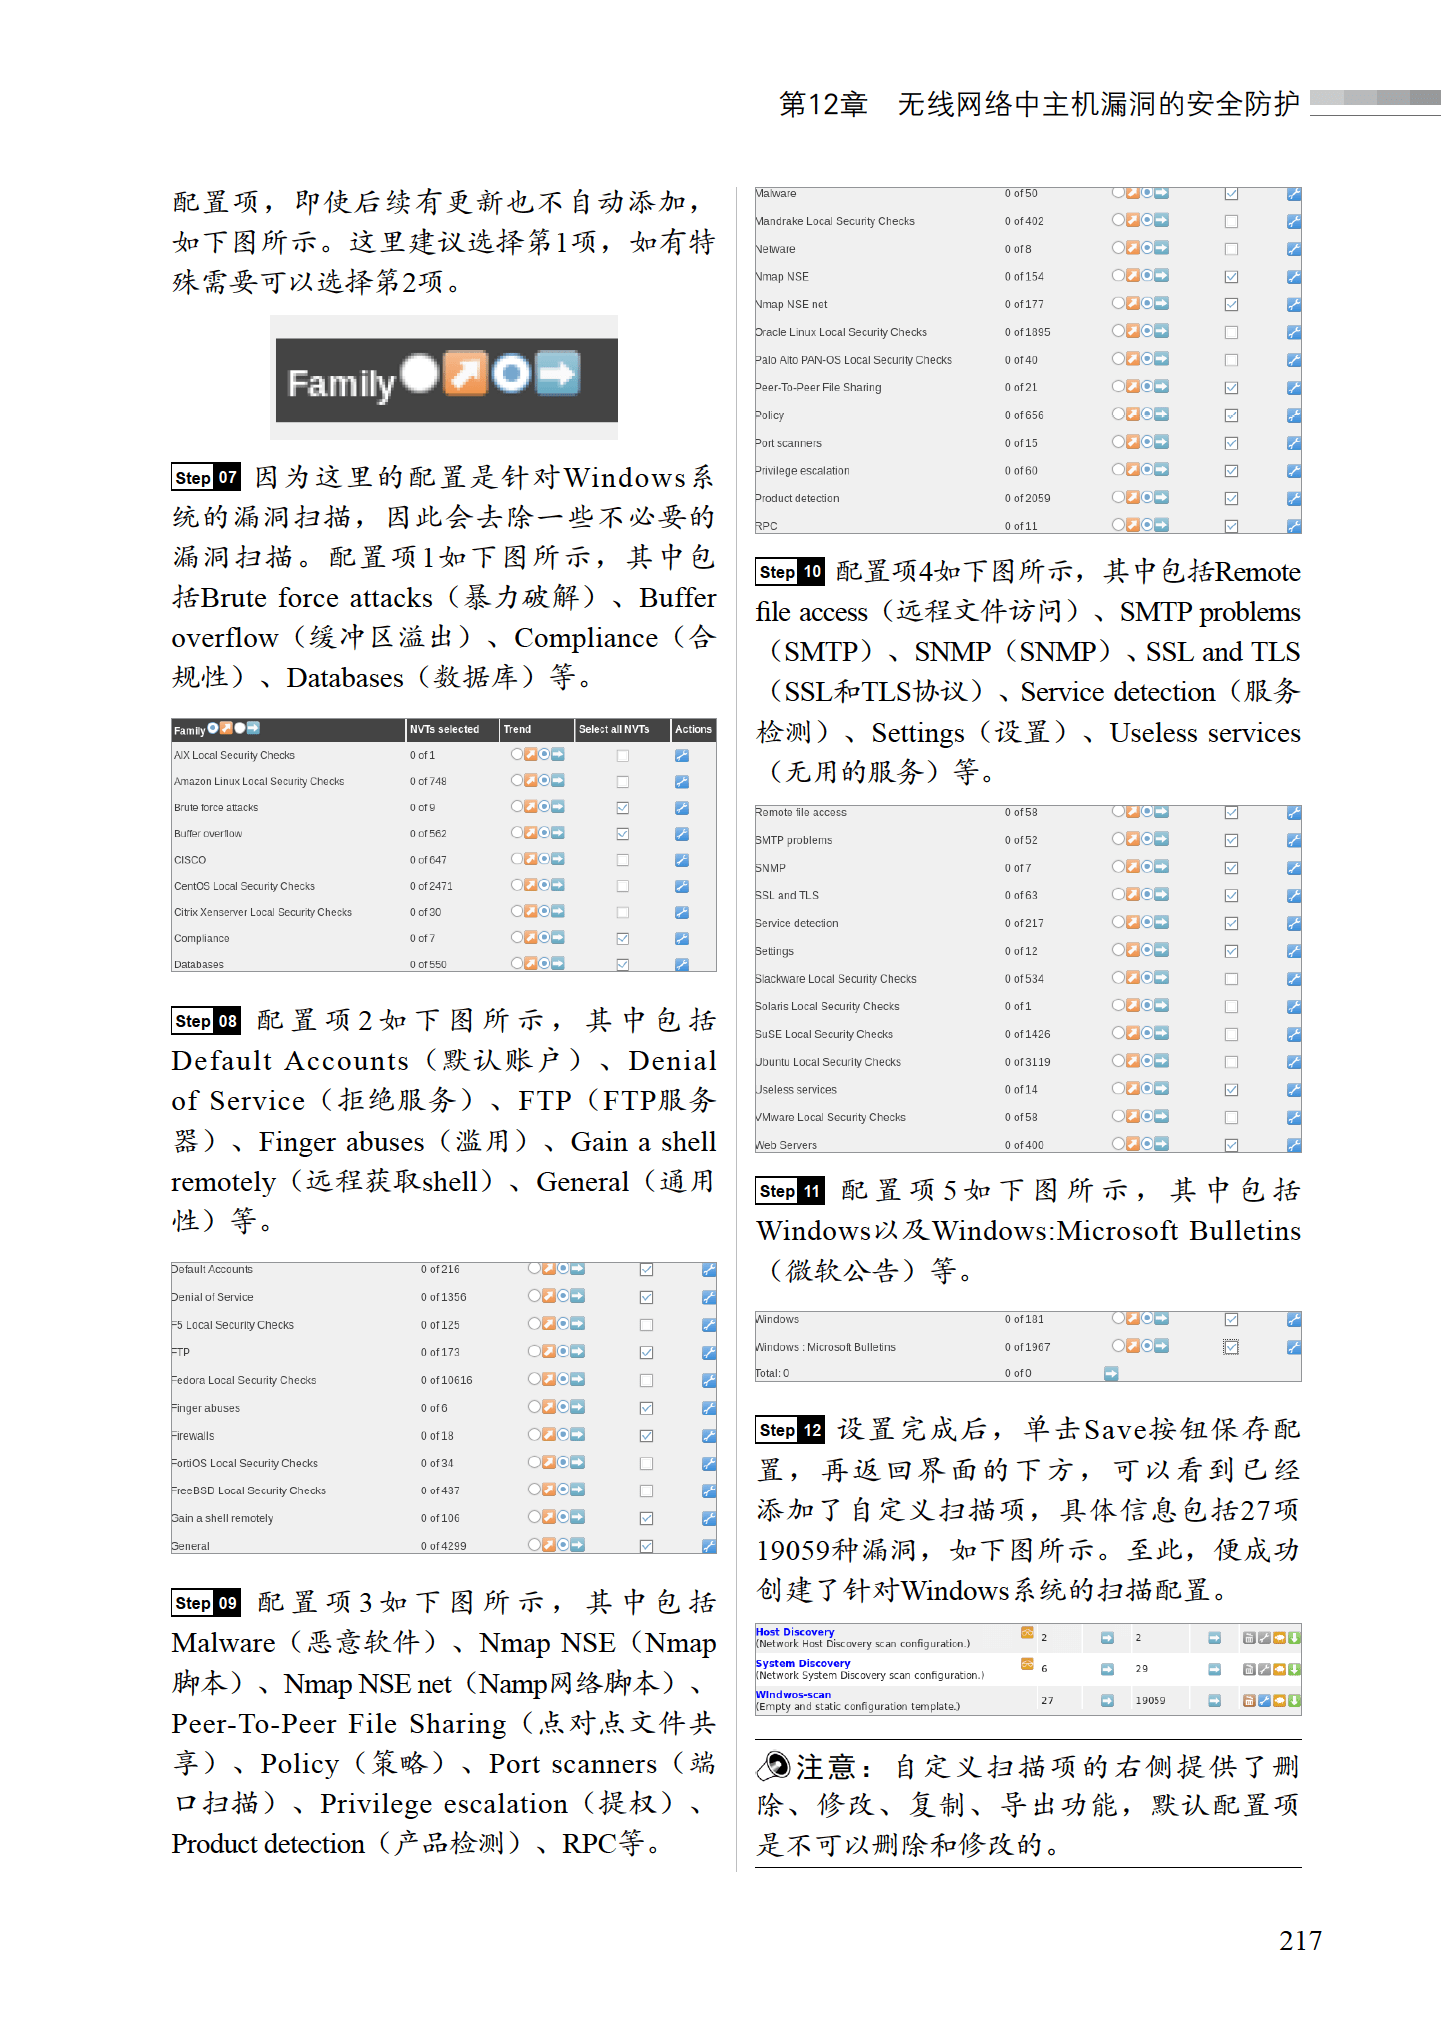 第12章　无线网络中主机漏洞的安全防护
配置项，即使后续有更新也不自动添加，
如下图所示。这里建议选择第1项，如有特
殊需要可以选择第2项。
Family
Step 07 因为这里的配置是针对Windows系
统的漏洞扫描，因此会去除一些不必要的
漏洞扫描。配置项1如下图所示，其中包
括Brute force attacks（暴力破解）、Buffer
overflow（缓冲区溢出）、Compliance（合
规性）、Databases（数据库）等。
Family NVTs selected Trend Select all NVTs Actions
AIX Local Security Checks 0 of 1
Amazon Linux Local Security Checks 0 of 748
Brute force attacks 0 of 9
Buffer overflow 0 of 562
CISCO 0 of 647
CentOS Local Security Checks 0 of 2471
Citrix Xenserver Local Security Checks 0 of 30
Compliance 0 of 7
Databases 0 of 550
Step 08 配置项2如下图所示，其中包括
Default Accounts（默认账户）、Denial
of Service（拒绝服务）、FTP（FTP服务
器）、Finger abuses（滥用）、Gain a shell
remotely（远程获取shell）、General（通用
性）等。
Default Accounts 0 of 216
Denial of Service 0 of 1356
F5 Local Security Checks 0 of 125
FTP 0 of 173
Fedora Local Security Checks 0 of 10616
Finger abuses 0 of 6
Firewalls 0 of 18
FortiOS Local Security Checks 0 of 34
FreeBSD Local Security Checks 0 of 437
Gain a shell remotely 0 of 106
General 0 of 4299
Step 09 配置项3如下图所示，其中包括
Malware（恶意软件）、Nmap NSE（Nmap
脚本）、Nmap NSE net（Namp网络脚本）、
Peer-To-Peer File Sharing（点对点文件共
享）、Policy（策略）、Port scanners（端
口扫描）、Privilege escalation（提权）、
Product detection（产品检测）、RPC等。
Malware 0 of 50
Mandrake Local Security Checks 0 of 402
Netware 0 of 8
Nmap NSE 0 of 154
Nmap NSE net 0 of 177
Oracle Linux Local Security Checks 0 of 1895
Palo Alto PAN-OS Local Security Checks 0 of 40
Peer-To-Peer File Sharing 0 of 21
Policy 0 of 656
Port scanners 0 of 15
Privilege escalation 0 of 60
Product detection 0 of 2059
RPC 0 of 11
Step 10 配置项4如下图所示，其中包括Remote
file access（远程文件访问）、SMTP problems
（SMTP）、SNMP（SNMP）、SSL and TLS
（SSL和TLS协议）、Service detection（服务
检测）、Settings（设置）、Useless services
（无用的服务）等。
Remote file access 0 of 58
SMTP problems 0 of 52
SNMP 0 of 7
SSL and TLS 0 of 63
Service detection 0 of 217
Settings 0 of 12
Slackware Local Security Checks 0 of 534
Solaris Local Security Checks 0 of 1
SuSE Local Security Checks 0 of 1426
Ubuntu Local Security Checks 0 of 3119
Useless services 0 of 14
VMware Local Security Checks 0 of 58
Web Servers 0 of 400
Step 11 配置项5如下图所示，其中包括
Windows以及Windows:Microsoft Bulletins
（微软公告）等。
Windows 0 of 181
Windows : Microsoft Bulletins 0 of 1967
Total: 0 0 of 0
Step 12 设置完成后，单击Save按钮保存配
置，再返回界面的下方，可以看到已经
添加了自定义扫描项，具体信息包括27项
19059种漏洞，如下图所示。至此，便成功
创建了针对Windows系统的扫描配置。
Host Discovery
(Network Host Discovery scan configuration.) 2 2
System Discovery
(Network System Discovery scan configuration.) 6 29
WIndwos-scan
(Empty and static configuration template.) 27 19059
注意：自定义扫描项的右侧提供了删
除、修改、复制、导出功能，默认配置项
是不可以删除和修改的。
217